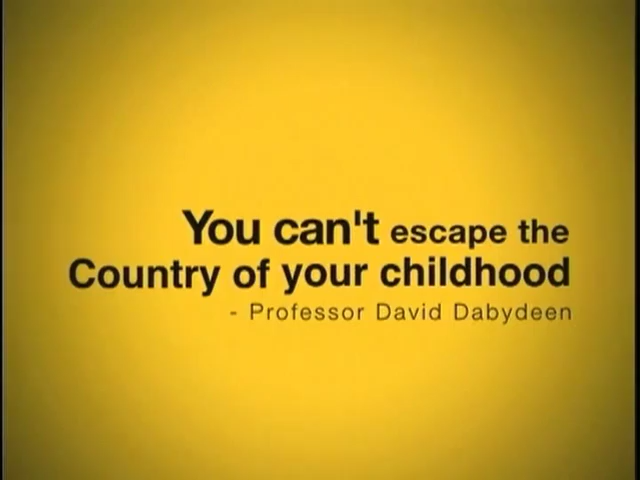 You can't escape the
Country of your childhood
- Professor David Dabydeen